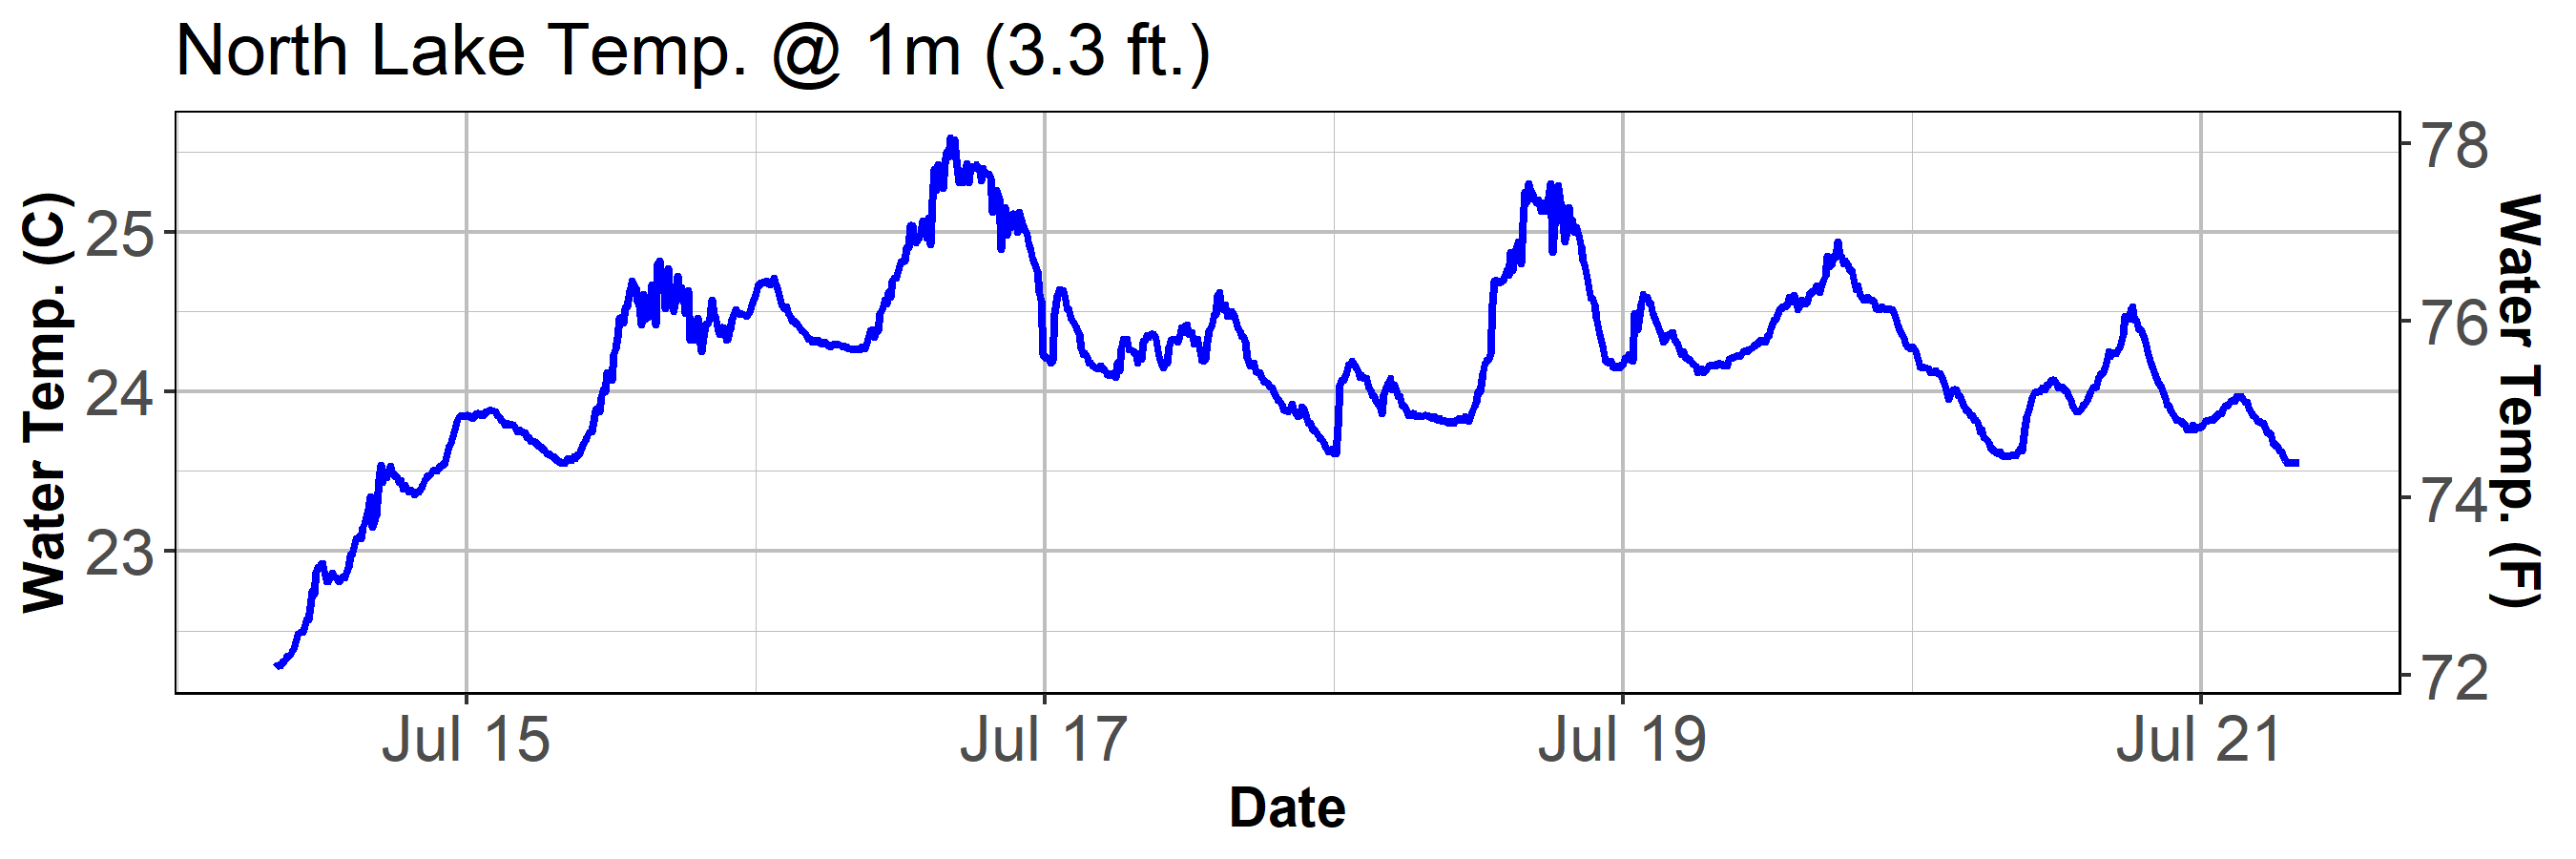 North Lake Temp. @ 1m (3.3 ft.)
Water Temp. (C)
25
24
23
78
76
74
72
Water Temp. (F)
Jul 15
Jul 17
Jul 19
Jul 21
Date